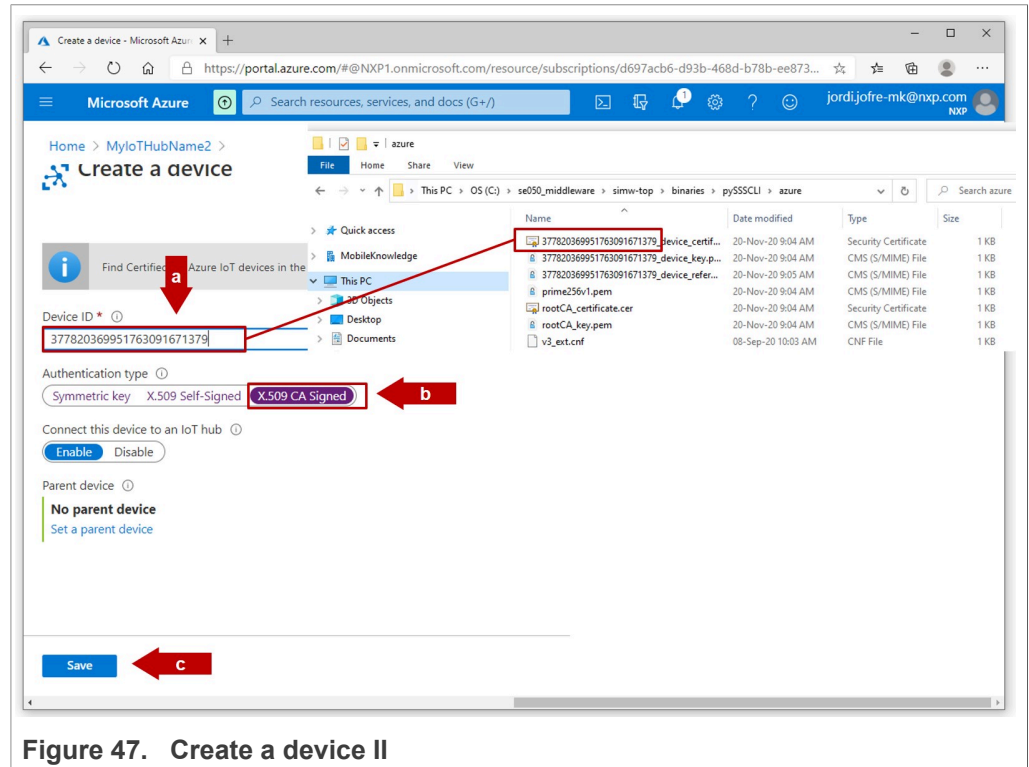 Create a device - Microsoft Azur
https://portal.azure.com/#@NXP1.onmicrosoft.com/resource/subscriptions/d697acb6-d93b-468d-b78b-ee873...
Microsoft Azure
Search resources, services, and docs (G+/)
1
jordi.jofre-mk@nxp.com
NXP
Home > MyIoTHubName2 >
Create a device
Find Certified Azure IoT devices in the
a
Device ID *
377820369951763091671379
Authentication type
Symmetric key X.509 Self-Signed X.509 CA Signed
b
Connect this device to an IoT hub
Enable Disable
Parent device
No parent device
Set a parent device
Save
c
azure
File Home Share View
This PC > OS (C:) > se050_middleware > simw-top > binaries > pySSSCLI > azure
Search azure
Name Date modified Type Size
Quick access
MobileKnowledge
This PC
3D Objects
Desktop
Documents
377820369951763091671379_device_certif... 20-Nov-20 9:04 AM Security Certificate 1 KB
377820369951763091671379_device_key.p... 20-Nov-20 9:04 AM CMS (S/MIME) File 1 KB
377820369951763091671379_device_refer... 20-Nov-20 9:05 AM CMS (S/MIME) File 1 KB
prime256v1.pem 20-Nov-20 9:04 AM CMS (S/MIME) File 1 KB
rootCA_certificate.cer 20-Nov-20 9:04 AM Security Certificate 1 KB
rootCA_key.pem 20-Nov-20 9:04 AM CMS (S/MIME) File 1 KB
v3_ext.cnf 08-Sep-20 10:03 AM CNF File 1 KB
Figure 47. Create a device II